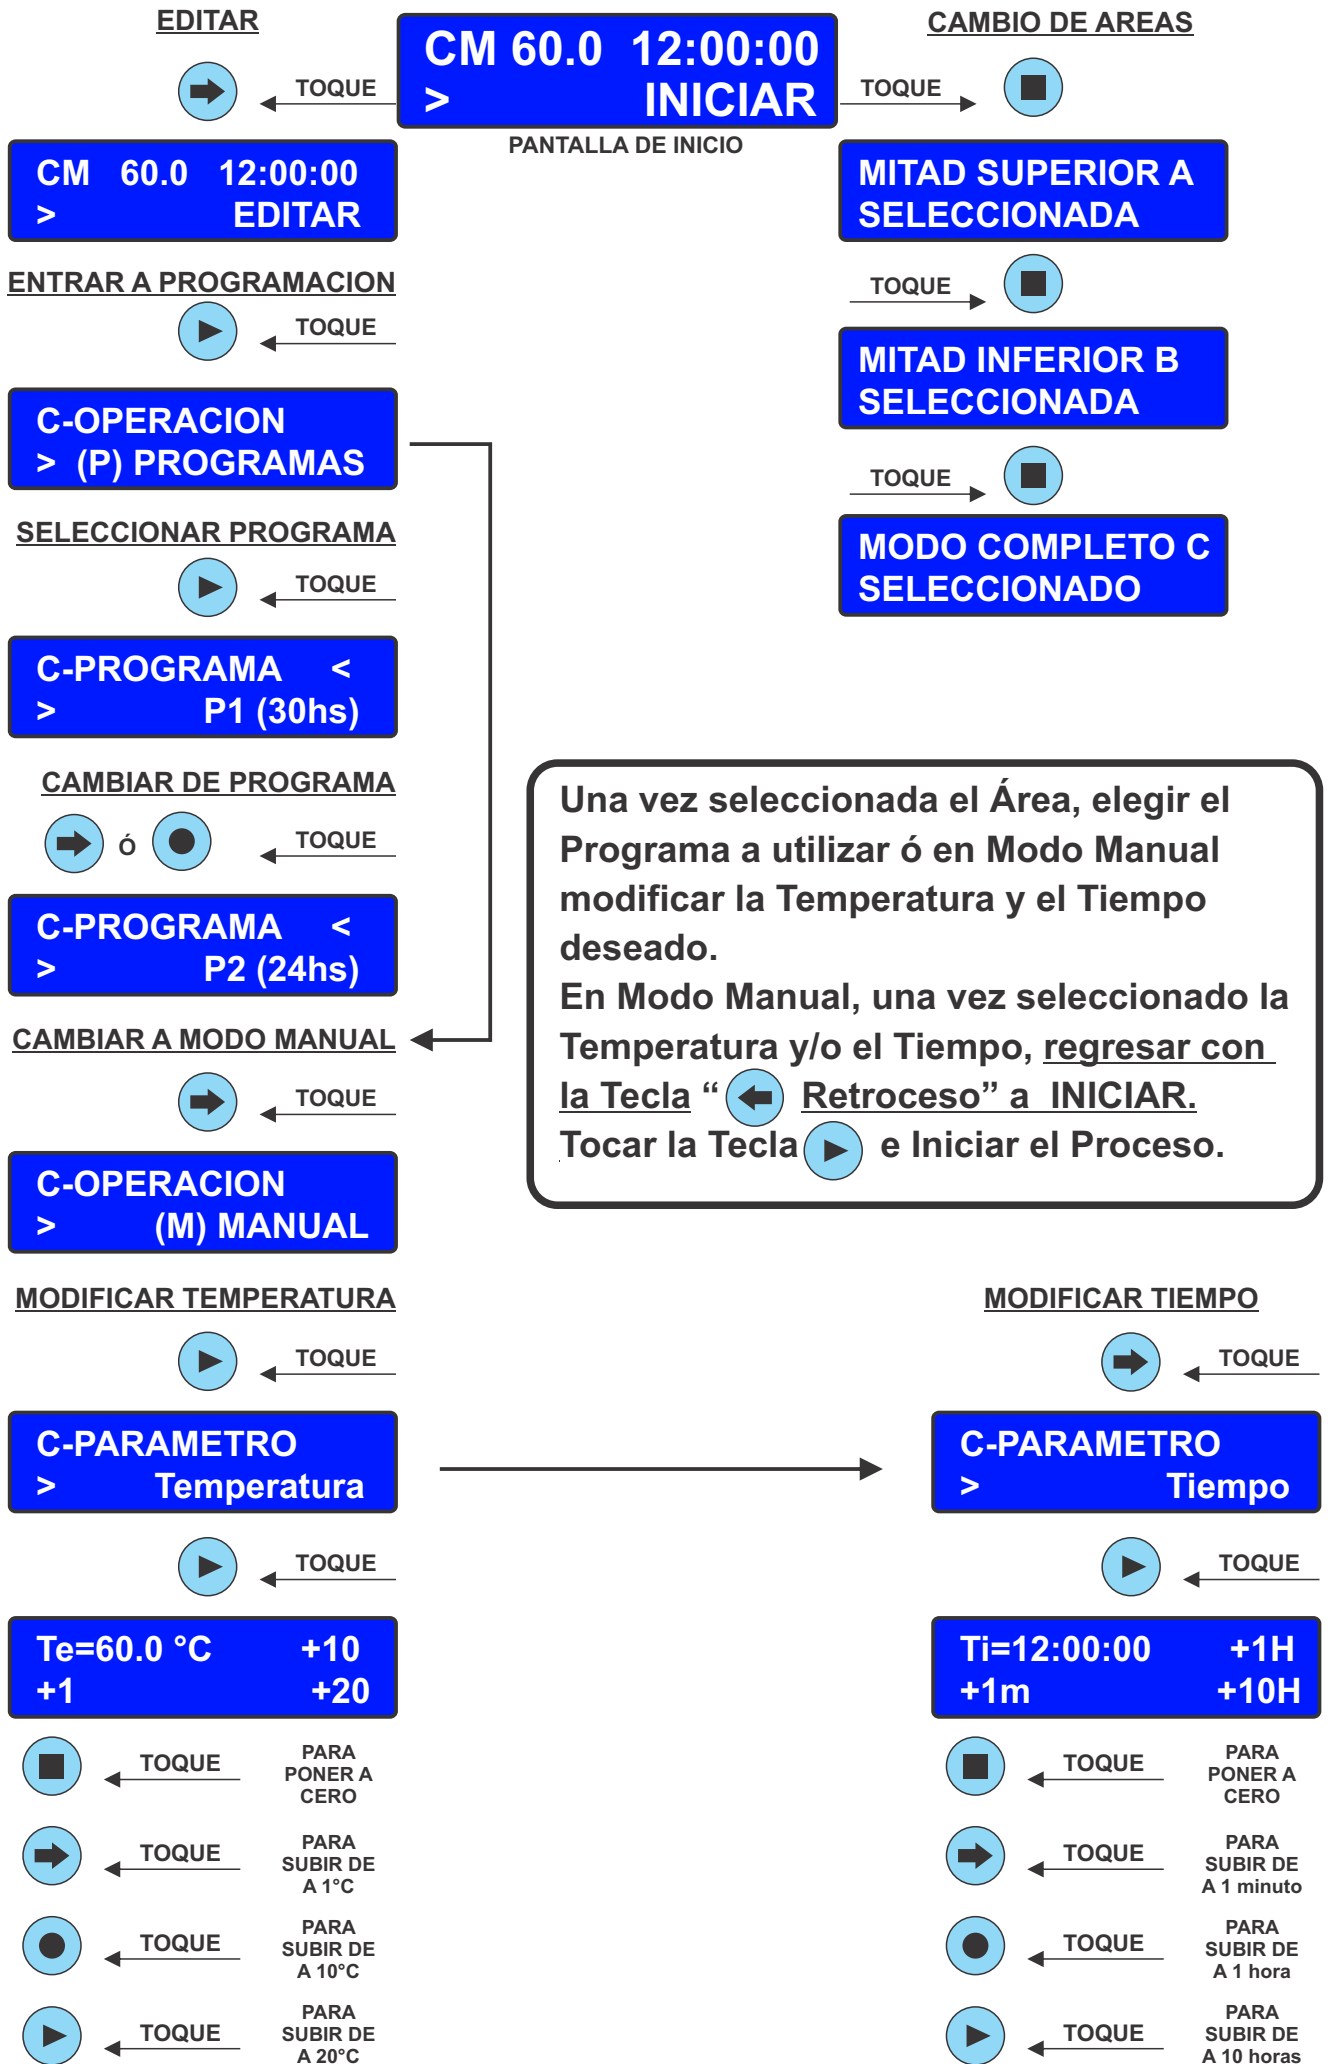 EDITAR
TOQUE
CM 60.0 12:00:00
> INICIAR
PANTALLA DE INICIO
CAMBIO DE AREAS
TOQUE
CM 60.0 12:00:00
> EDITAR
ENTRAR A PROGRAMACION
TOQUE
C-OPERACION
> (P) PROGRAMAS
SELECCIONAR PROGRAMA
TOQUE
C-PROGRAMA <
> P1 (30hs)
CAMBIAR DE PROGRAMA
Ó
TOQUE
C-PROGRAMA <
> P2 (24hs)
CAMBIAR A MODO MANUAL
TOQUE
C-OPERACION
> (M) MANUAL
MITAD SUPERIOR A
SELECCIONADA
TOQUE
MITAD INFERIOR B
SELECCIONADA
TOQUE
MODO COMPLETO C
SELECCIONADO
Una vez seleccionada el Área, elegir el
Programa a utilizar ó en Modo Manual
modificar la Temperatura y el Tiempo
deseado.
En Modo Manual, una vez seleccionado la
Temperatura y/o el Tiempo, regresar con
la Tecla “ Retroceso” a INICIAR.
Tocar la Tecla e Iniciar el Proceso.
MODIFICAR TEMPERATURA
TOQUE
C-PARAMETRO
> Temperatura
TOQUE
Te=60.0 °C +10
+1 +20
TOQUE
PARA
PONER A
CERO
TOQUE
PARA
SUBIR DE
A 1°C
TOQUE
PARA
SUBIR DE
A 10°C
TOQUE
PARA
SUBIR DE
A 20°C
MODIFICAR TIEMPO
TOQUE
C-PARAMETRO
> Tiempo
TOQUE
Ti=12:00:00 +1H
+1m +10H
TOQUE
PARA
PONER A
CERO
TOQUE
PARA
SUBIR DE
A 1 minuto
TOQUE
PARA
SUBIR DE
A 1 hora
TOQUE
PARA
SUBIR DE
A 10 horas